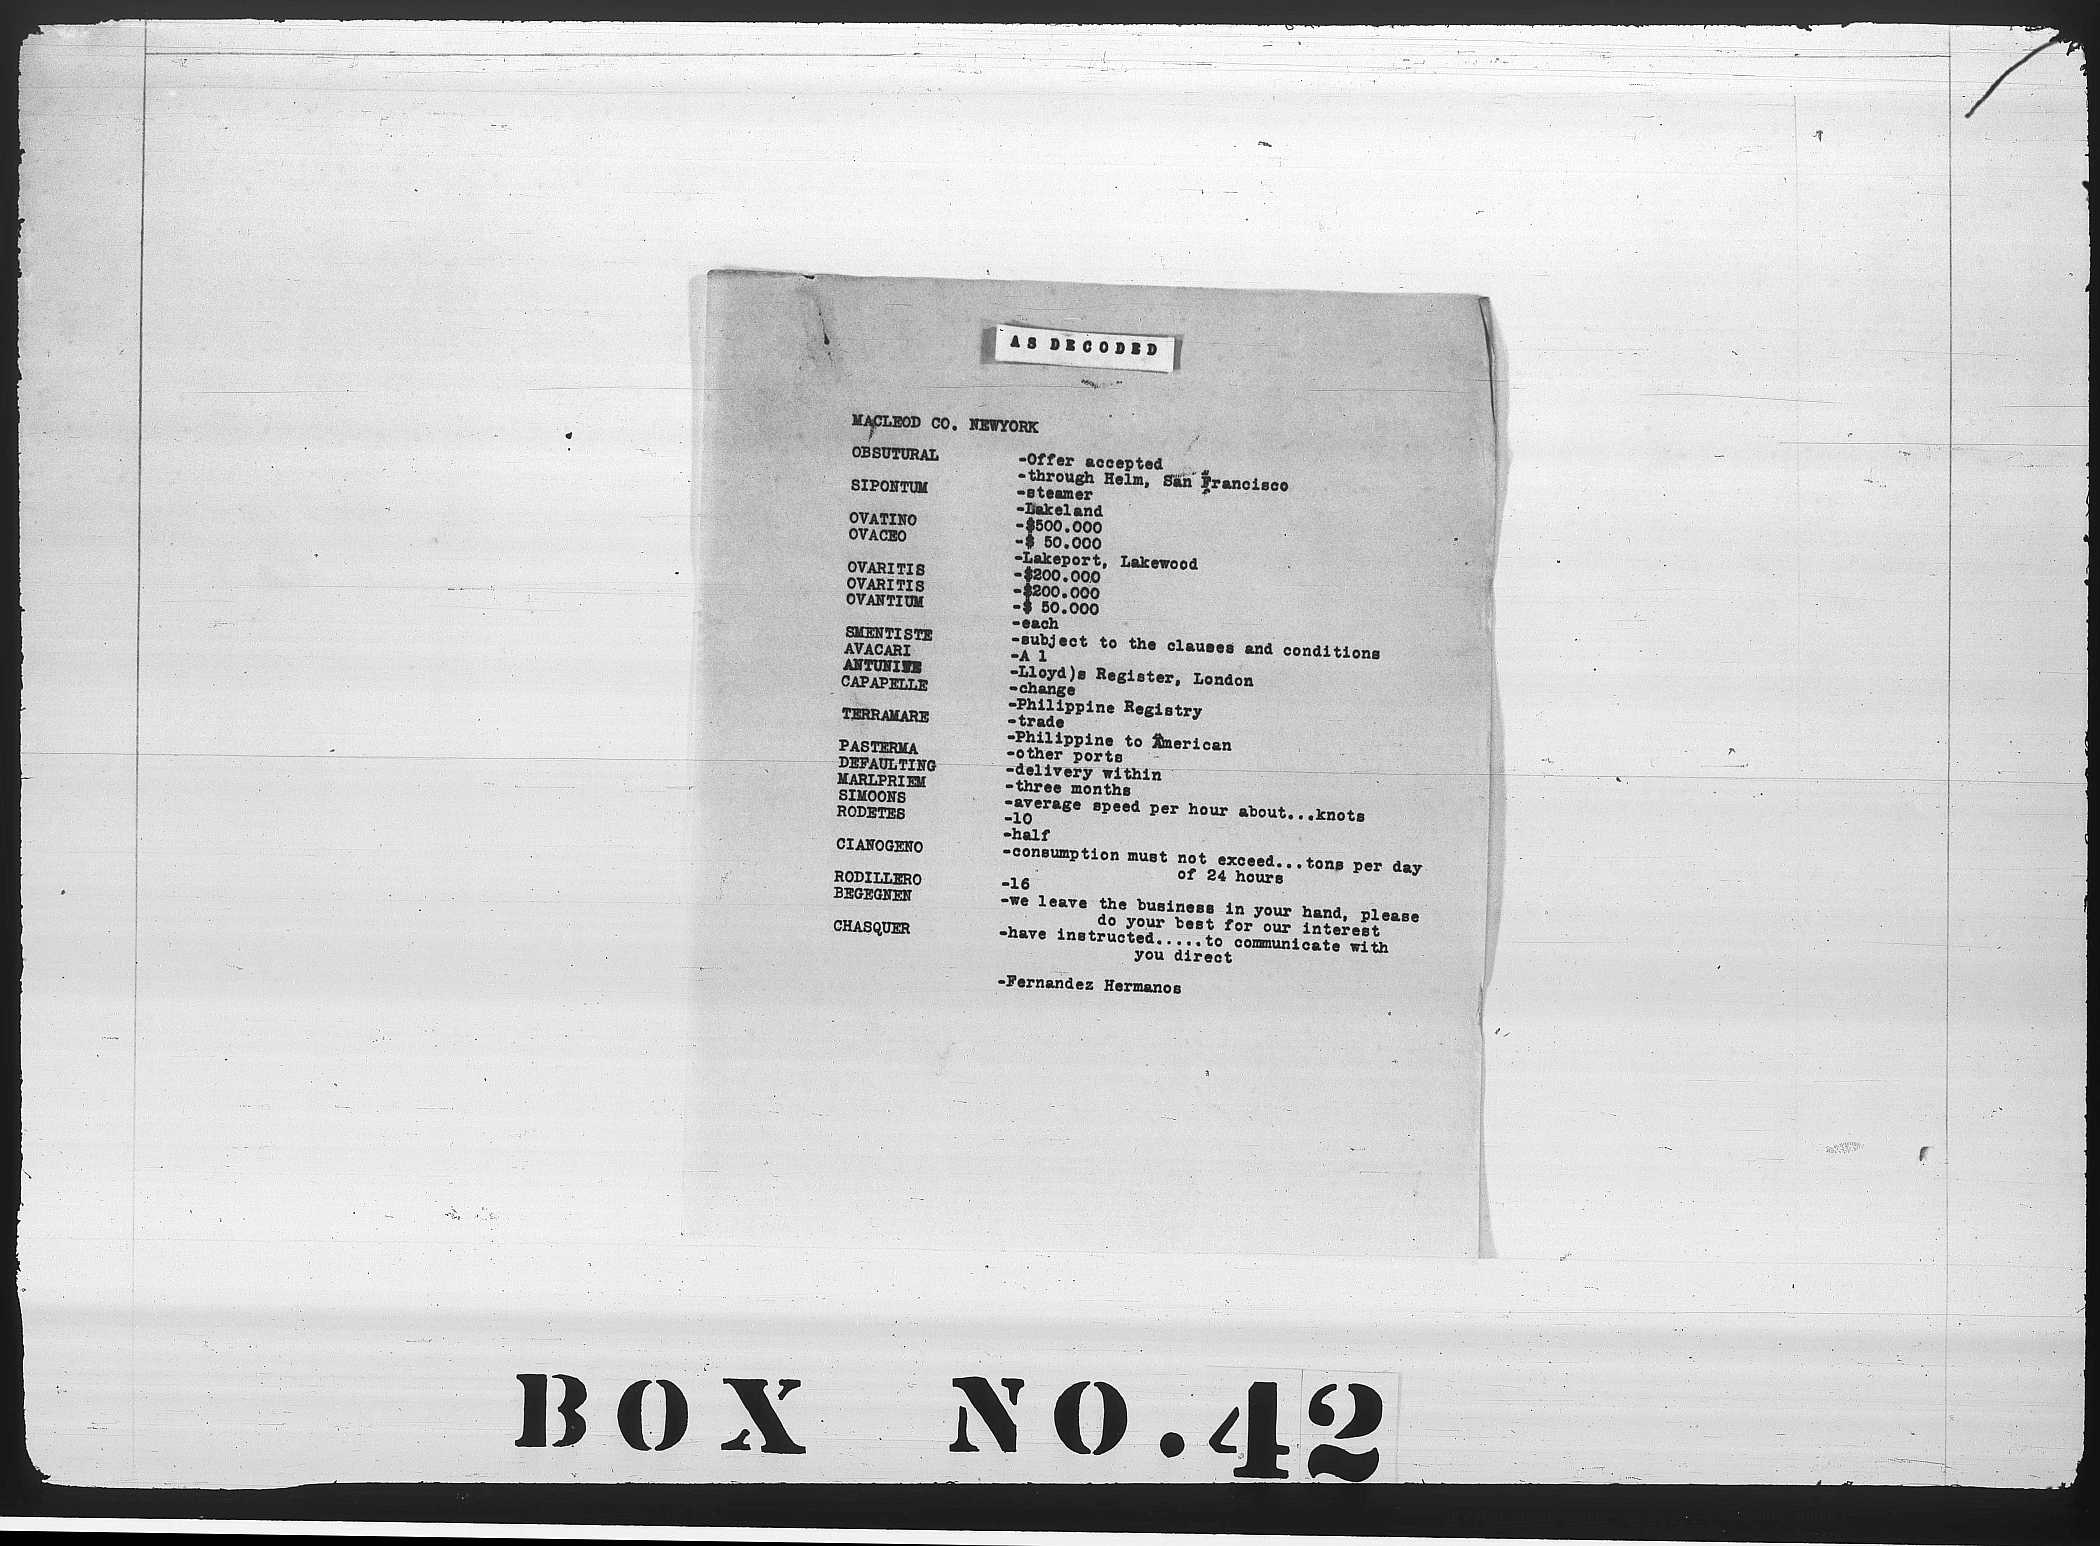 AS DECODED
MACLEOD CO. NEWYORK
OBSUTURAL -Offer accepted
-through Helm, San Francisco
SIPONTUM -steamer
-Lakeland
OVATINO -$500.000
OVACEO -$ 50.000
-Lakeport, Lakewood
OVARITIS -$200.000
OVARITIS -$200.000
OVANTIUM -$ 50.000
-each
SMENTISTE -subject to the clauses and conditions
AVACARI -A 1
-Lloyd)s Register, London
CAPAPELLE -change
-Philippine Registry
TERRAMARE -trade
-Philippine to American
PASTERMA -other ports
DEFAULTING -delivery within
MARLPRIEM -three months
SIMOONS -average speed per hour about...knots
RODETES -10
-half
CIANOGENO -consumption must not exceed...tons per day
of 24 hours
RODILLERO -16
BEGEGNEN -we leave the business in your hand, please
do your best for our interest
CHASQUER -have instructed.....to communicate with
you direct
-Fernandez Hermanos
BOX NO. 42